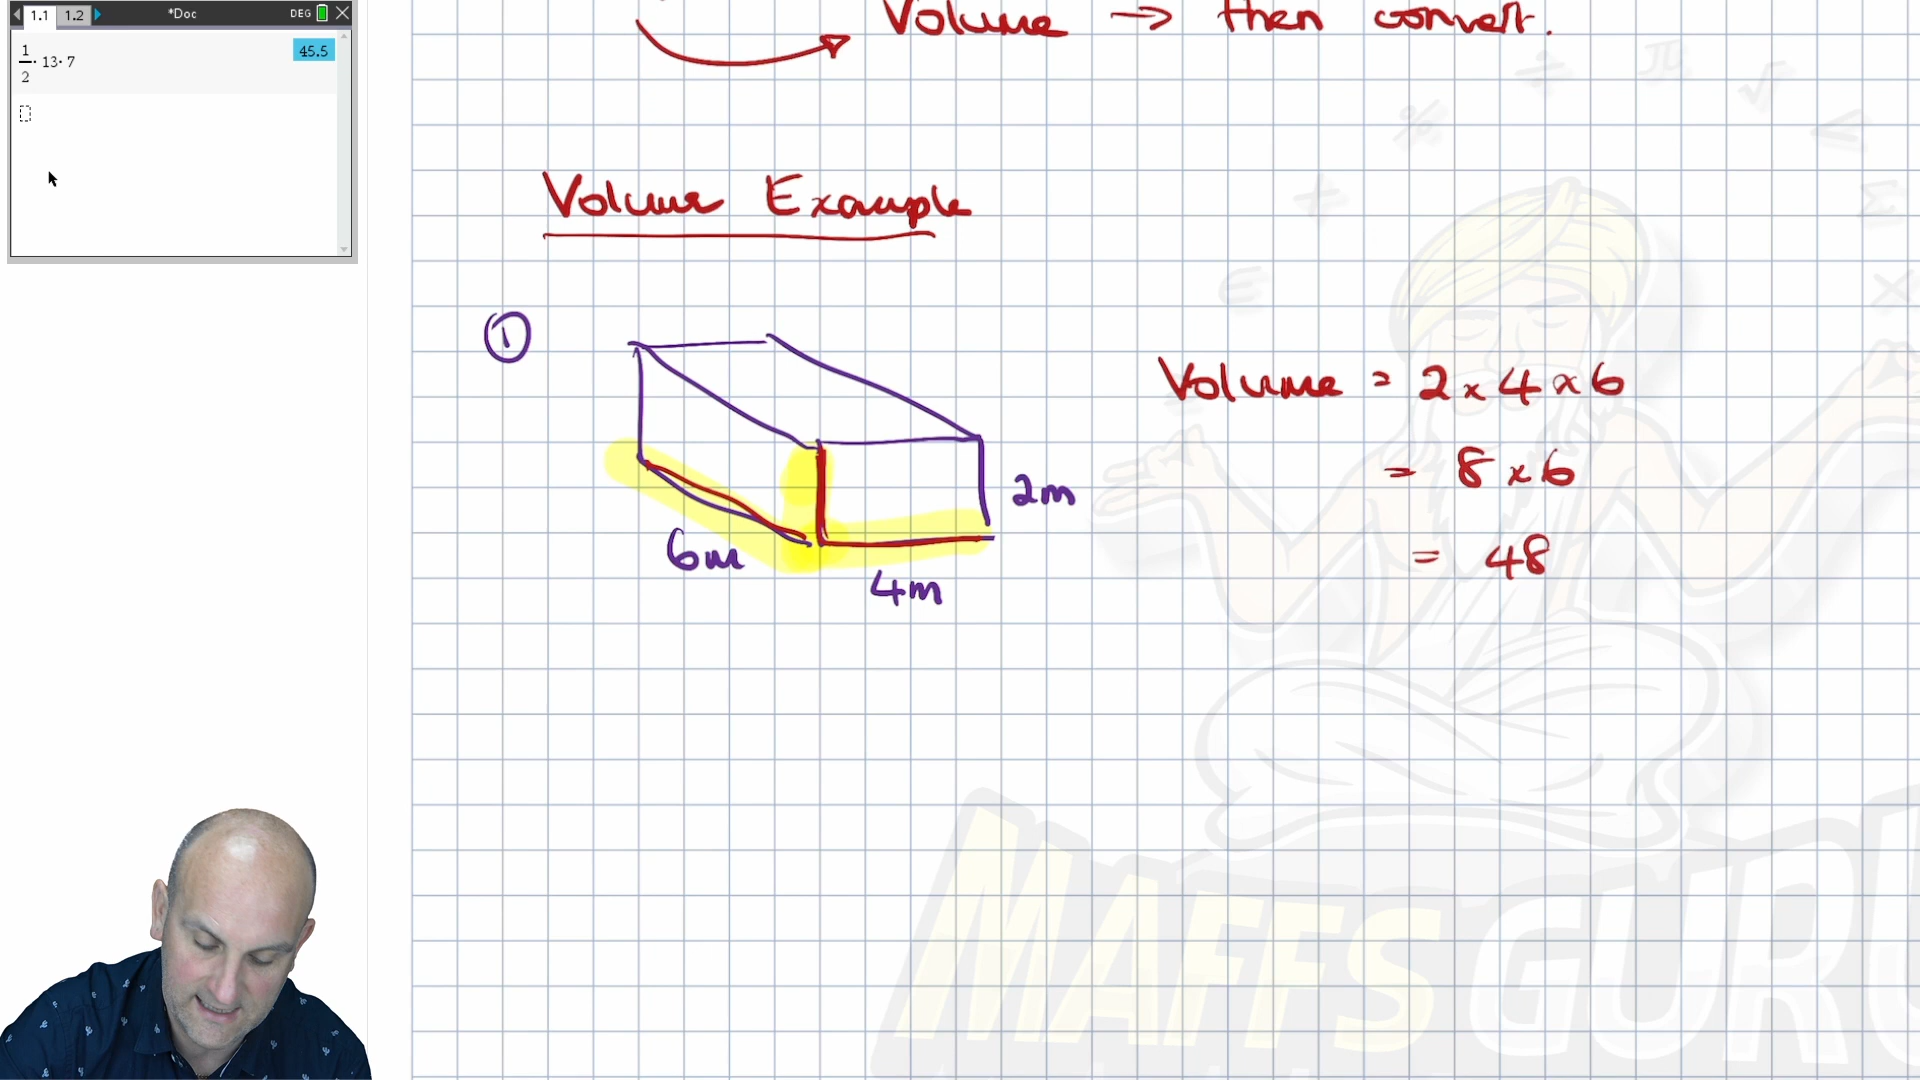 1.1 1.2 *Doc DEG
1/2 · 13 · 7 45.5
Volume → then convert.
Volume Example
① 
Volume = 2 x 4 x 6
= 8 x 6
= 48
2m
6m
4m
MAFFS GURU